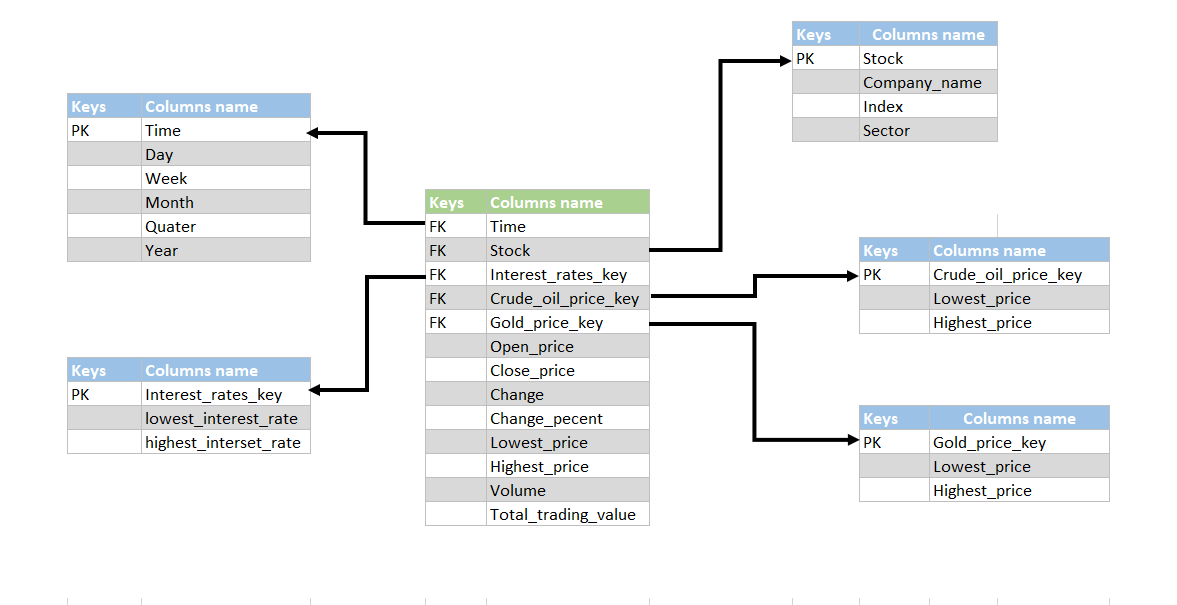 Keys Columns name
PK Stock
Company_name
Index
Sector
Keys Columns name
PK Time
Day
Week
Month
Quater
Year
Keys Columns name
FK Time
FK Stock
FK Interest_rates_key
FK Crude_oil_price_key
FK Gold_price_key
Open_price
Close_price
Change
Change_pecent
Lowest_price
Highest_price
Volume
Total_trading_value
Keys Columns name
PK Crude_oil_price_key
Lowest_price
Highest_price
Keys Columns name
PK Interest_rates_key
lowest_interest_rate
highest_interset_rate
Keys Columns name
PK Gold_price_key
Lowest_price
Highest_price